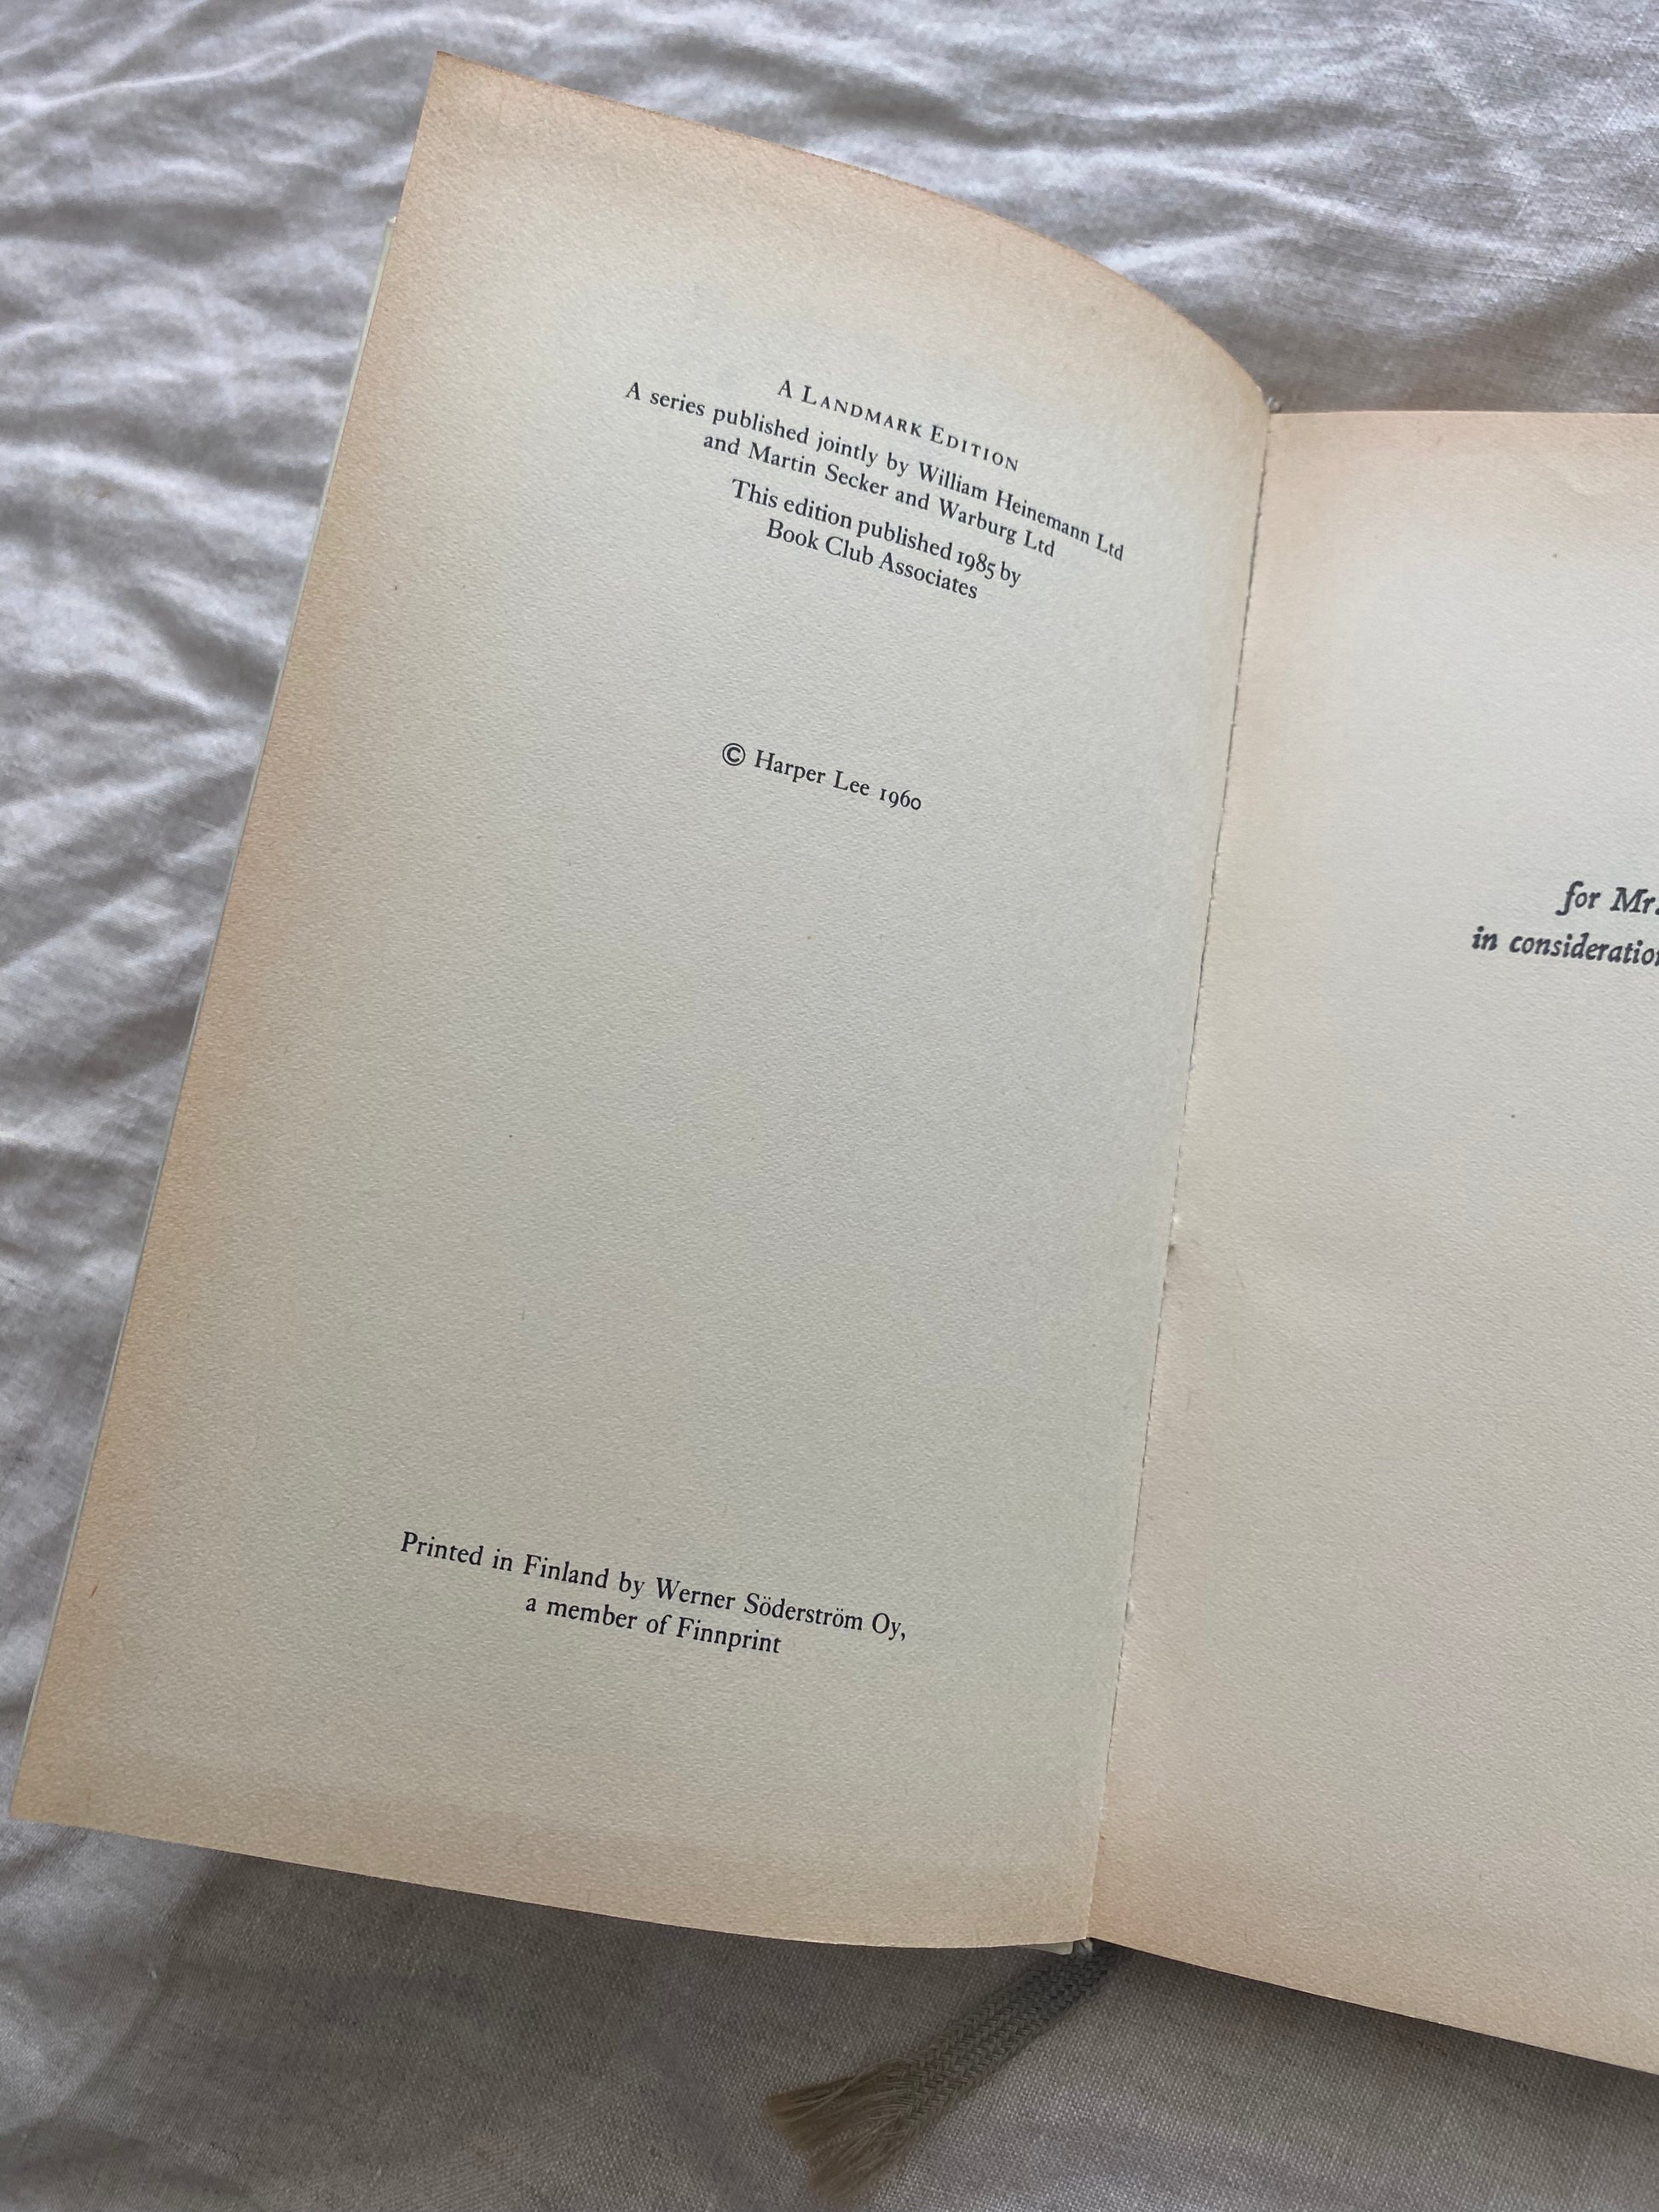 A LANDMARK EDITION
A series published jointly by William Heinemann Ltd
and Martin Secker and Warburg Ltd
This edition published 1985 by
Book Club Associates
© Harper Lee 1960
Printed in Finland by Werner Söderström Oy,
a member of Finnprint
for Mr.
in consideration